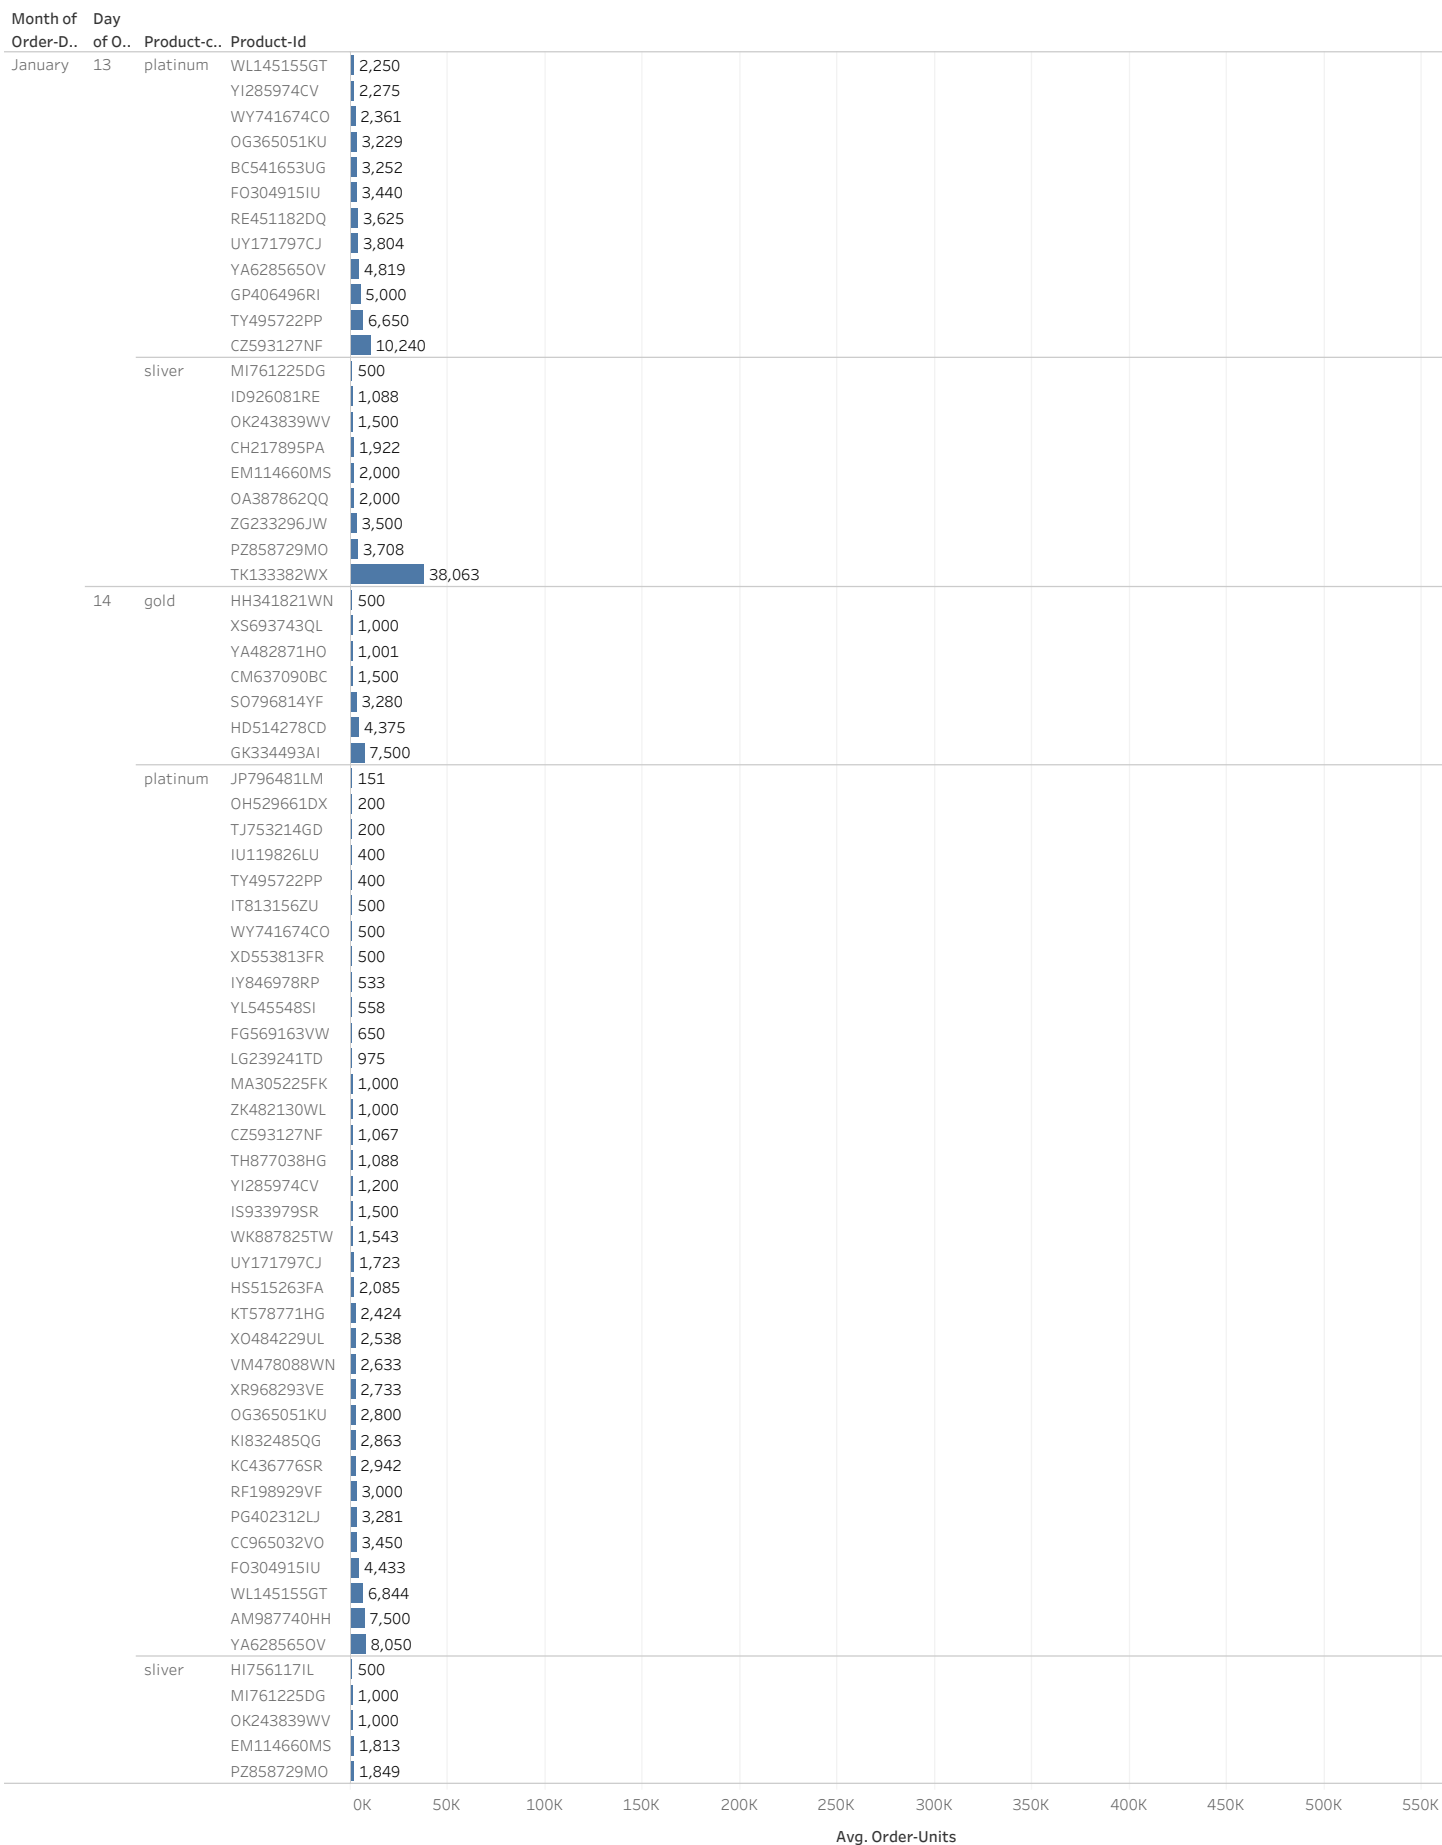 Month of Day
Order-D.. of O.. Product-c.. Product-Id
January 13 platinum WL145155GT 2,250
YI285974CV 2,275
WY741674CO 2,361
OG365051KU 3,229
BC541653UG 3,252
FO304915IU 3,440
RE451182DQ 3,625
UY171797CJ 3,804
YA628565OV 4,819
GP406496RI 5,000
TY495722PP 6,650
CZ593127NF 10,240
sliver MI761225DG 500
ID926081RE 1,088
OK243839WV 1,500
CH217895PA 1,922
EM114660MS 2,000
OA387862QQ 2,000
ZG233296JW 3,500
PZ858729MO 3,708
TK133382WX 38,063
14 gold HH341821WN 500
XS693743QL 1,000
YA482871HO 1,001
CM637090BC 1,500
SO796814YF 3,280
HD514278CD 4,375
GK334493AI 7,500
platinum JP796481LM 151
OH529661DX 200
TJ753214GD 200
IU119826LU 400
TY495722PP 400
IT813156ZU 500
WY741674CO 500
XD553813FR 500
IY846978RP 533
YL545548SI 558
FG569163VW 650
LG239241TD 975
MA305225FK 1,000
ZK482130WL 1,000
CZ593127NF 1,067
TH877038HG 1,088
YI285974CV 1,200
IS933979SR 1,500
WK887825TW 1,543
UY171797CJ 1,723
HS515263FA 2,085
KT578771HG 2,424
XO484229UL 2,538
VM478088WN 2,633
XR968293VE 2,733
OG365051KU 2,800
KI832485QG 2,863
KC436776SR 2,942
RF198929VF 3,000
PG402312LJ 3,281
CC965032VO 3,450
FO304915IU 4,433
WL145155GT 6,844
AM987740HH 7,500
YA628565OV 8,050
sliver HI756117IL 500
MI761225DG 1,000
OK243839WV 1,000
EM114660MS 1,813
PZ858729MO 1,849
0K 50K 100K 150K 200K 250K 300K 350K 400K 450K 500K 550K
Avg. Order-Units